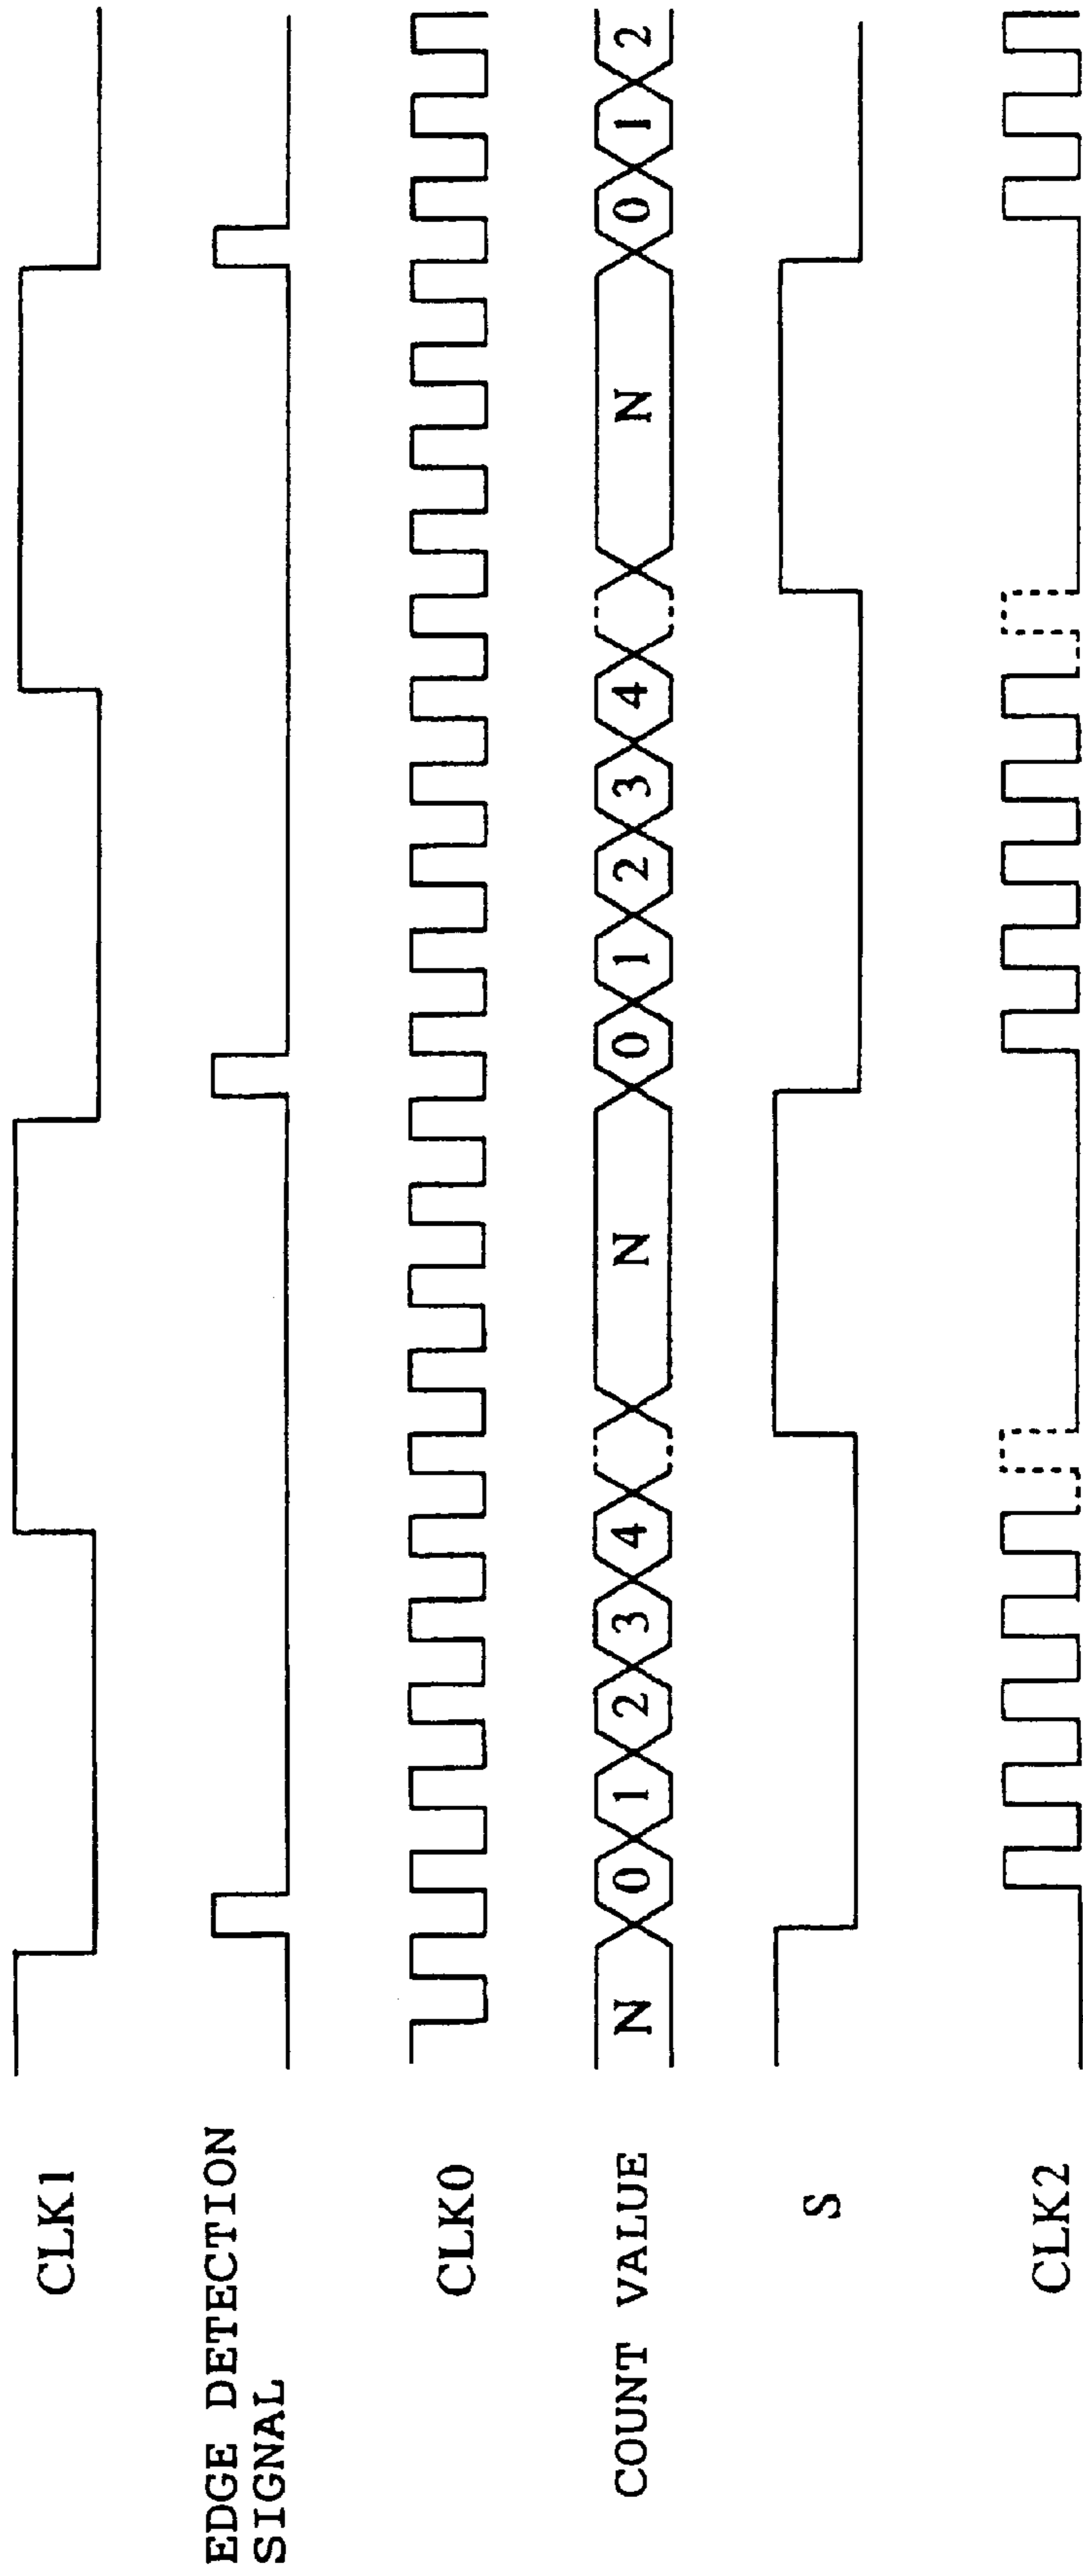 CLK1
EDGE DETECTION
SIGNAL
CLK0
COUNT VALUE
N 0 1 2 3 4 N 0 1 2 3 4 N 0 1 2
S
CLK2